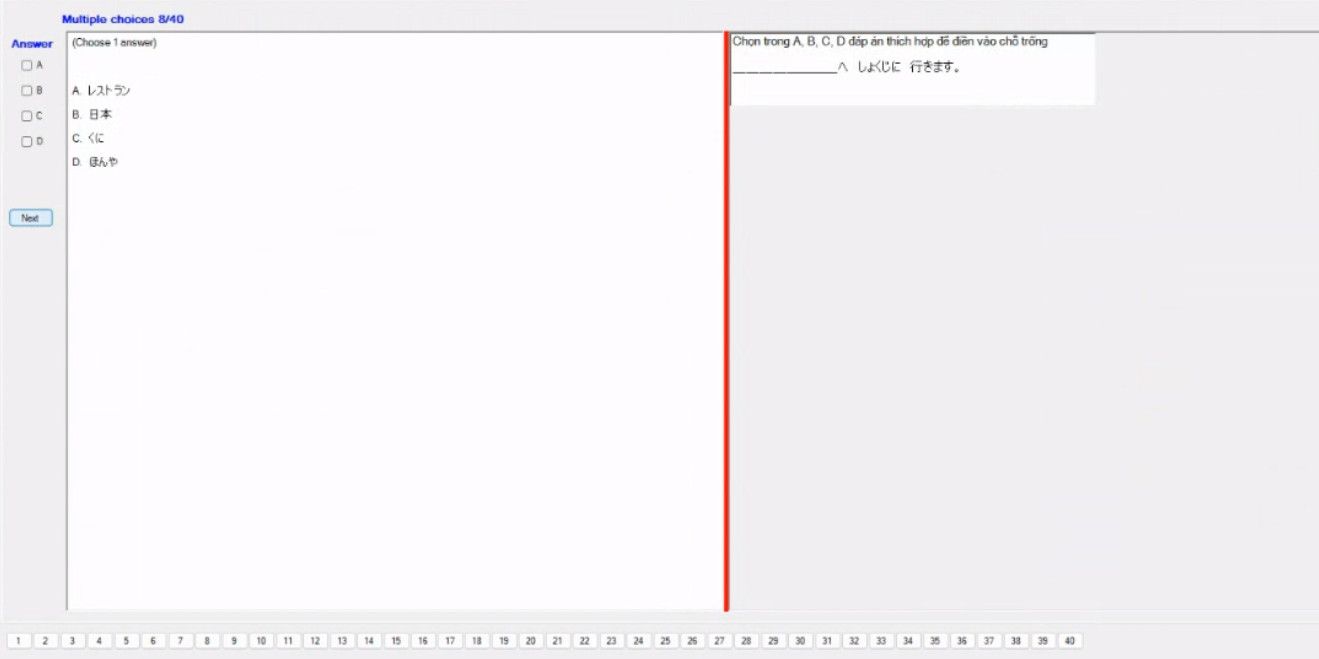 Multiple choices 8/40
Answer
(Choose 1 answer)
A
B
C
D
A. レストラン
B. 日本
C. くに
D. ほんや
Next
Chọn trong A, B, C, D đáp án thích hợp để điền vào chỗ trống
________________へ しょくじに 行きます。
1 2 3 4 5 6 7 8 9 10 11 12 13 14 15 16 17 18 19 20 21 22 23 24 25 26 27 28 29 30 31 32 33 34 35 36 37 38 39 40